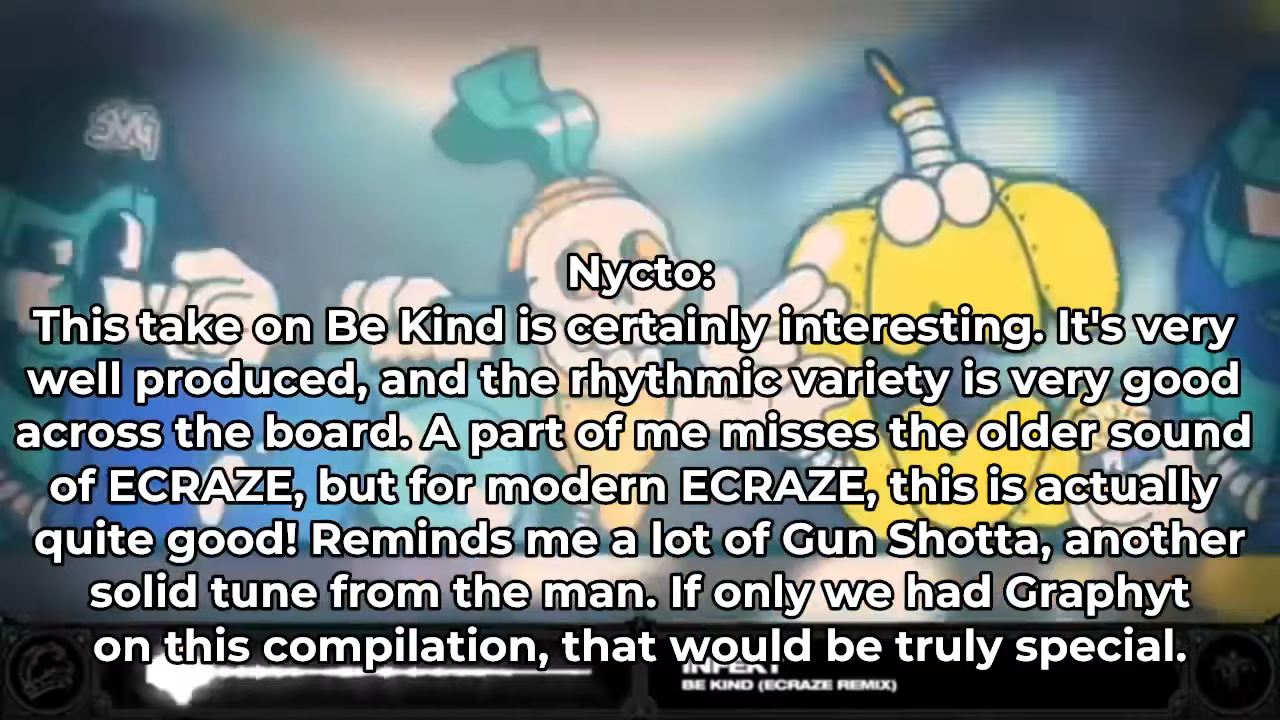 SVG
Nycto:
This take on Be Kind is certainly interesting. It's very
well produced, and the rhythmic variety is very good
across the board. A part of me misses the older sound
of ECRAZE, but for modern ECRAZE, this is actually
quite good! Reminds me a lot of Gun Shotta, another
solid tune from the man. If only we had Graphyt
on this compilation, that would be truly special.
INFEKT
BE KIND (ECRAZE REMIX)